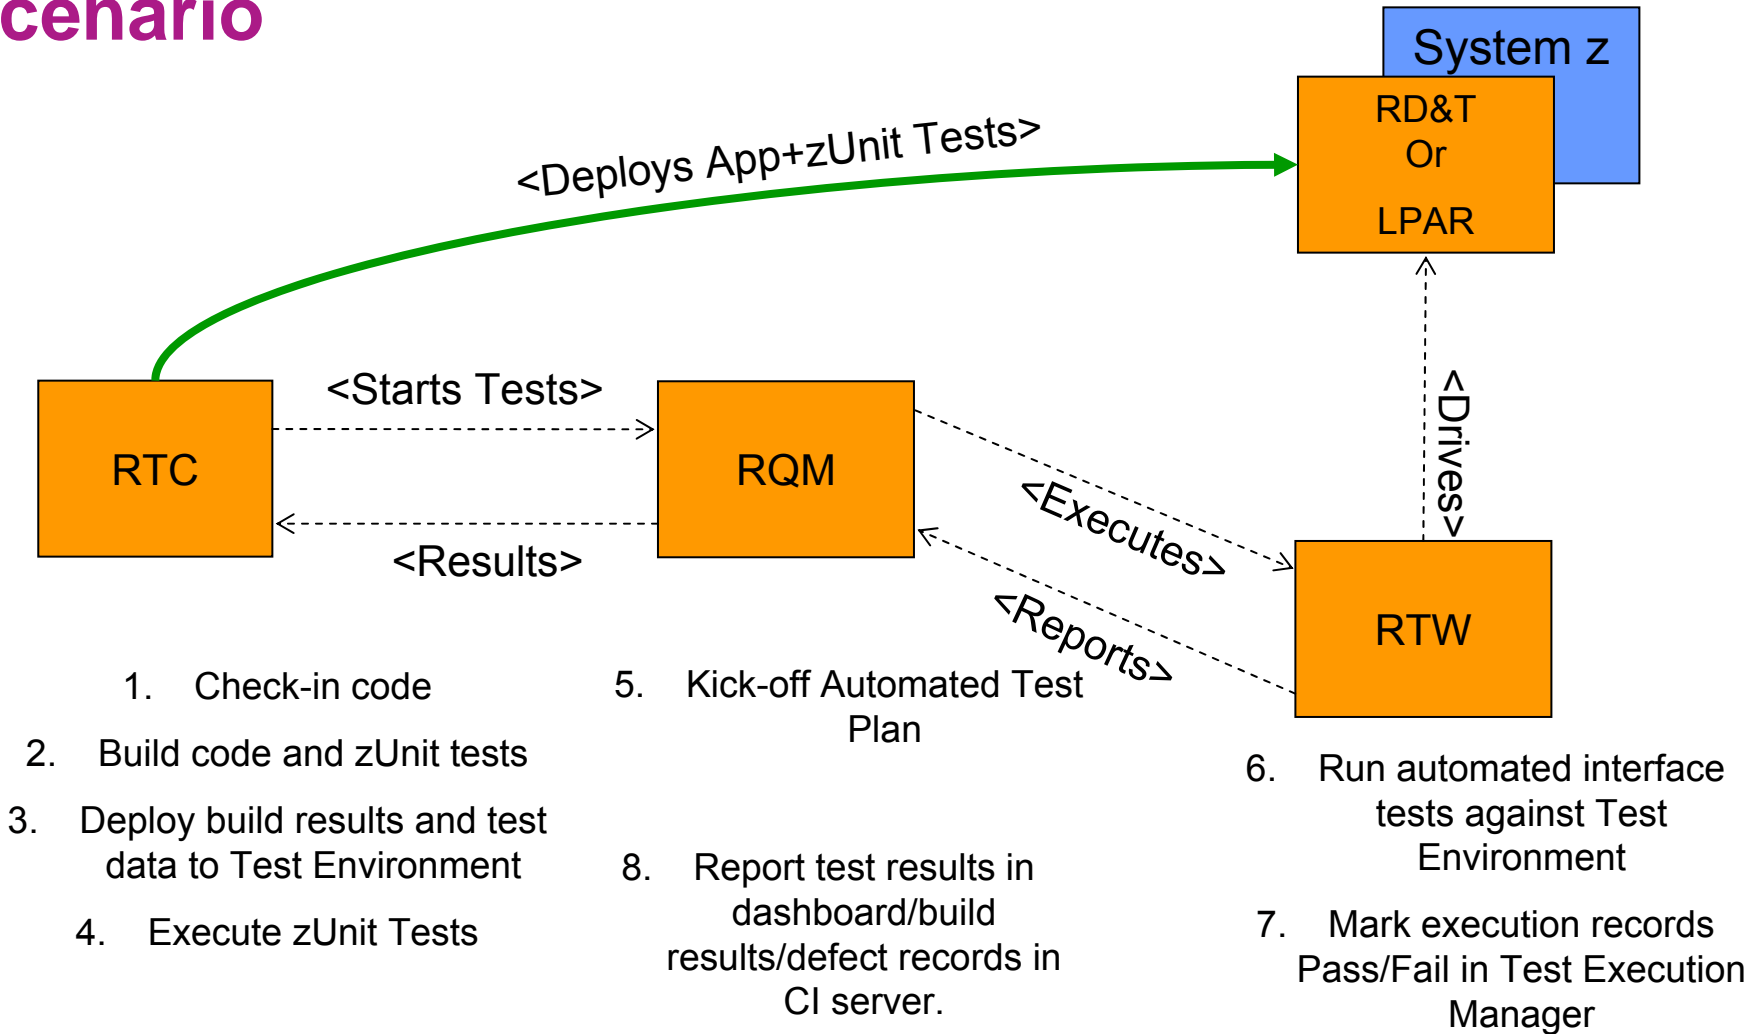 cenario
System z
RD&T
Or
LPAR
<Deploys App+zUnit Tests>
<Starts Tests>
RTC
RQM
<Results>
<Executes>
<Reports>
<Drives>
RTW
1. Check-in code
2. Build code and zUnit tests
3. Deploy build results and test
data to Test Environment
4. Execute zUnit Tests
5. Kick-off Automated Test
Plan
8. Report test results in
dashboard/build
results/defect records in
CI server.
6. Run automated interface
tests against Test
Environment
7. Mark execution records
Pass/Fail in Test Execution
Manager